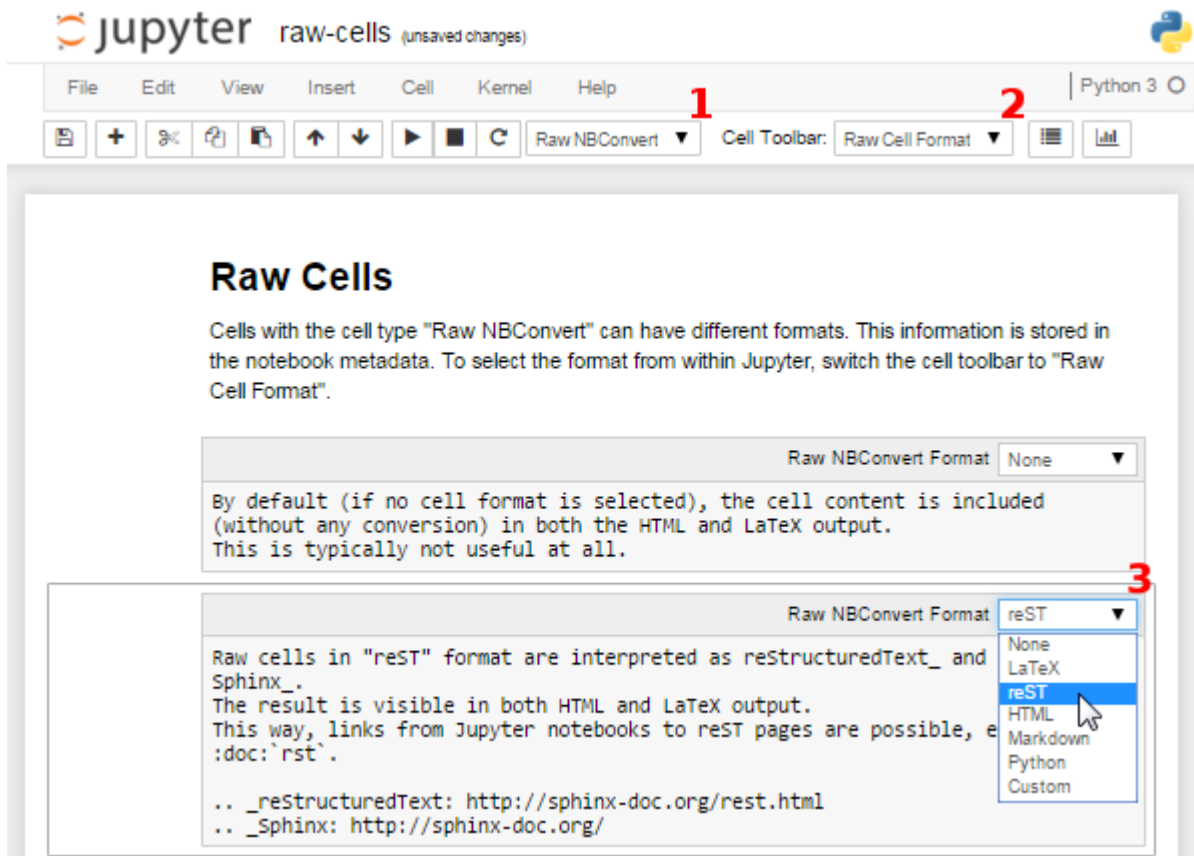 jupyter raw-cells (unsaved changes)
File Edit View Insert Cell Kernel Help Python 3
1 2
Raw NBConvert Cell Toolbar: Raw Cell Format
Raw Cells
Cells with the cell type "Raw NBConvert" can have different formats. This information is stored in
the notebook metadata. To select the format from within Jupyter, switch the cell toolbar to "Raw
Cell Format".
Raw NBConvert Format None
By default (if no cell format is selected), the cell content is included
(without any conversion) in both the HTML and LaTeX output.
This is typically not useful at all.
3
Raw NBConvert Format reST
Raw cells in "reST" format are interpreted as reStructuredText_ and
Sphinx_.
The result is visible in both HTML and LaTeX output.
This way, links from Jupyter notebooks to reST pages are possible, e
:doc:`rst`.
.. _reStructuredText: http://sphinx-doc.org/rest.html
.. _Sphinx: http://sphinx-doc.org/
None
LaTeX
reST
HTML
Markdown
Python
Custom